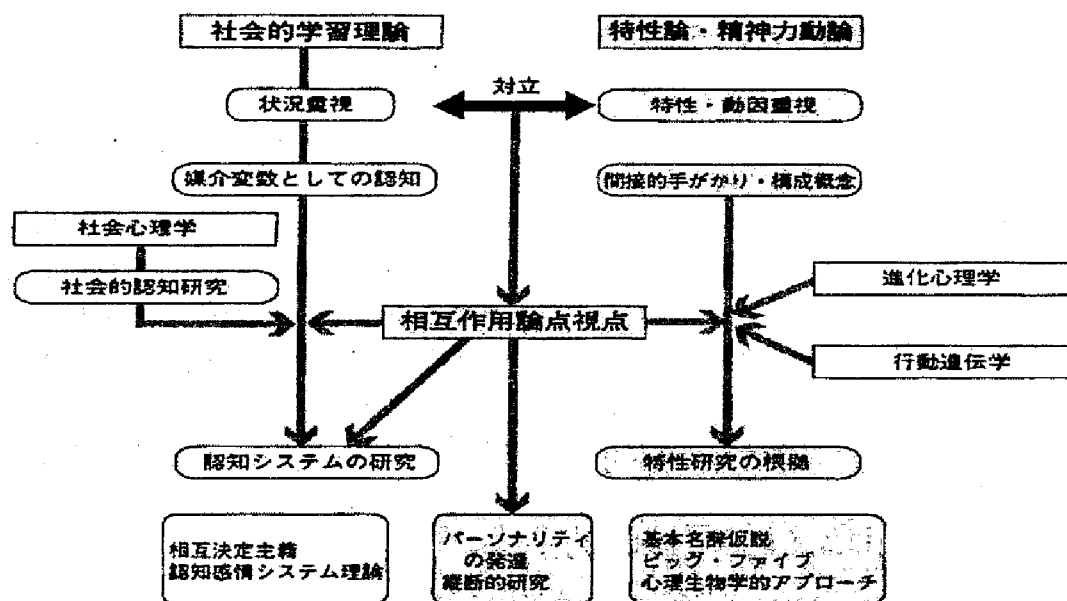 社会的学習理論
特性論・精神力動論
対立
状況重視
特性・動因重視
媒介変数としての認知
間接的手がかり・構成概念
社会心理学
社会的認知研究
進化心理学
相互作用論点視点
行動遺伝学
認知システムの研究
特性研究の根拠
相互決定主義
認知感情システム理論
パーソナリティ
の発達
縦断的研究
基本名辞仮説
ビッグ・ファイブ
心理生物学的アプローチ